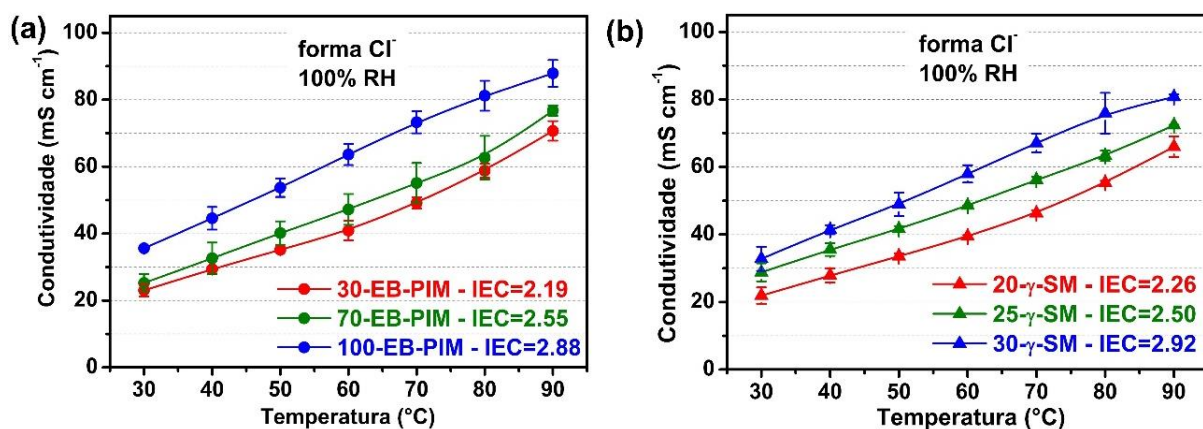 (a)
Condutividade (mS cm⁻¹)
100
80
60
40
20
0
forma Cl⁻
100% RH
30-EB-PIM - IEC=2.19
70-EB-PIM - IEC=2.55
100-EB-PIM - IEC=2.88
30 40 50 60 70 80 90
Temperatura (°C)
(b)
Condutividade (mS cm⁻¹)
100
80
60
40
20
0
forma Cl⁻
100% RH
20-γ-SM - IEC=2.26
25-γ-SM - IEC=2.50
30-γ-SM - IEC=2.92
30 40 50 60 70 80 90
Temperatura (°C)